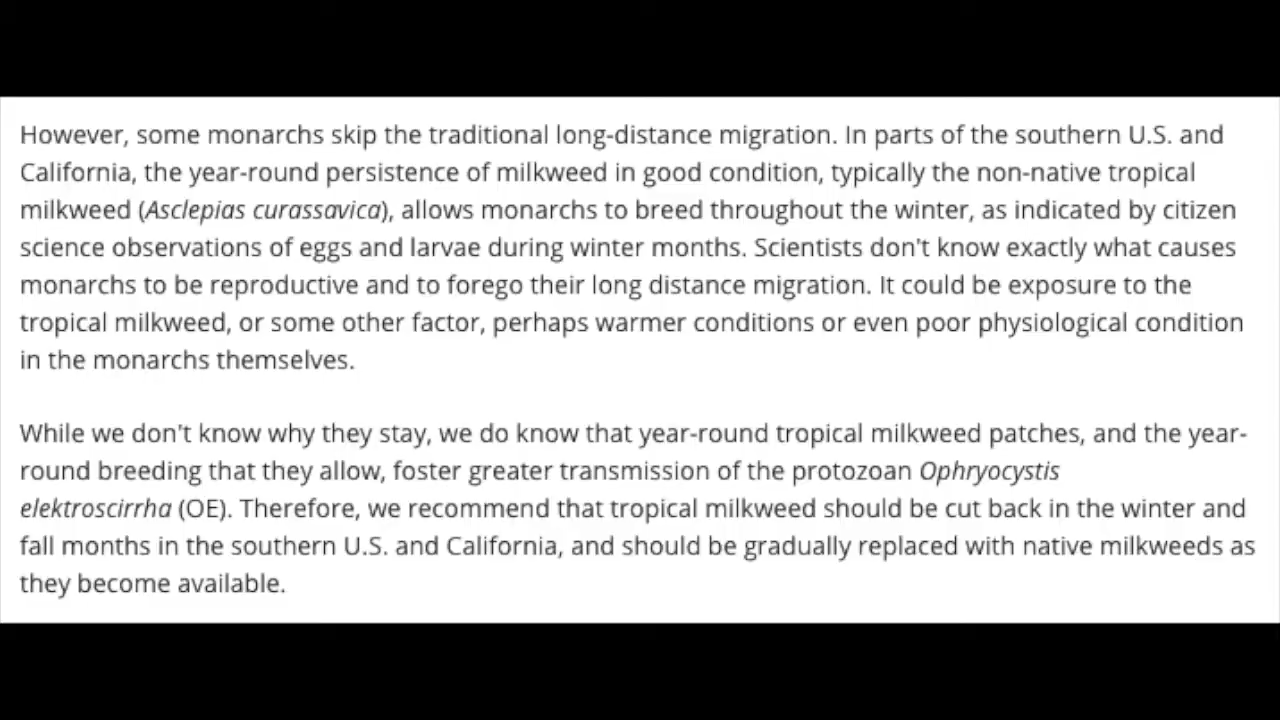 However, some monarchs skip the traditional long-distance migration. In parts of the southern U.S. and
California, the year-round persistence of milkweed in good condition, typically the non-native tropical
milkweed (Asclepias curassavica), allows monarchs to breed throughout the winter, as indicated by citizen
science observations of eggs and larvae during winter months. Scientists don't know exactly what causes
monarchs to be reproductive and to forego their long distance migration. It could be exposure to the
tropical milkweed, or some other factor, perhaps warmer conditions or even poor physiological condition
in the monarchs themselves.
While we don't know why they stay, we do know that year-round tropical milkweed patches, and the year-
round breeding that they allow, foster greater transmission of the protozoan Ophryocystis
elektroscirrha (OE). Therefore, we recommend that tropical milkweed should be cut back in the winter and
fall months in the southern U.S. and California, and should be gradually replaced with native milkweeds as
they become available.